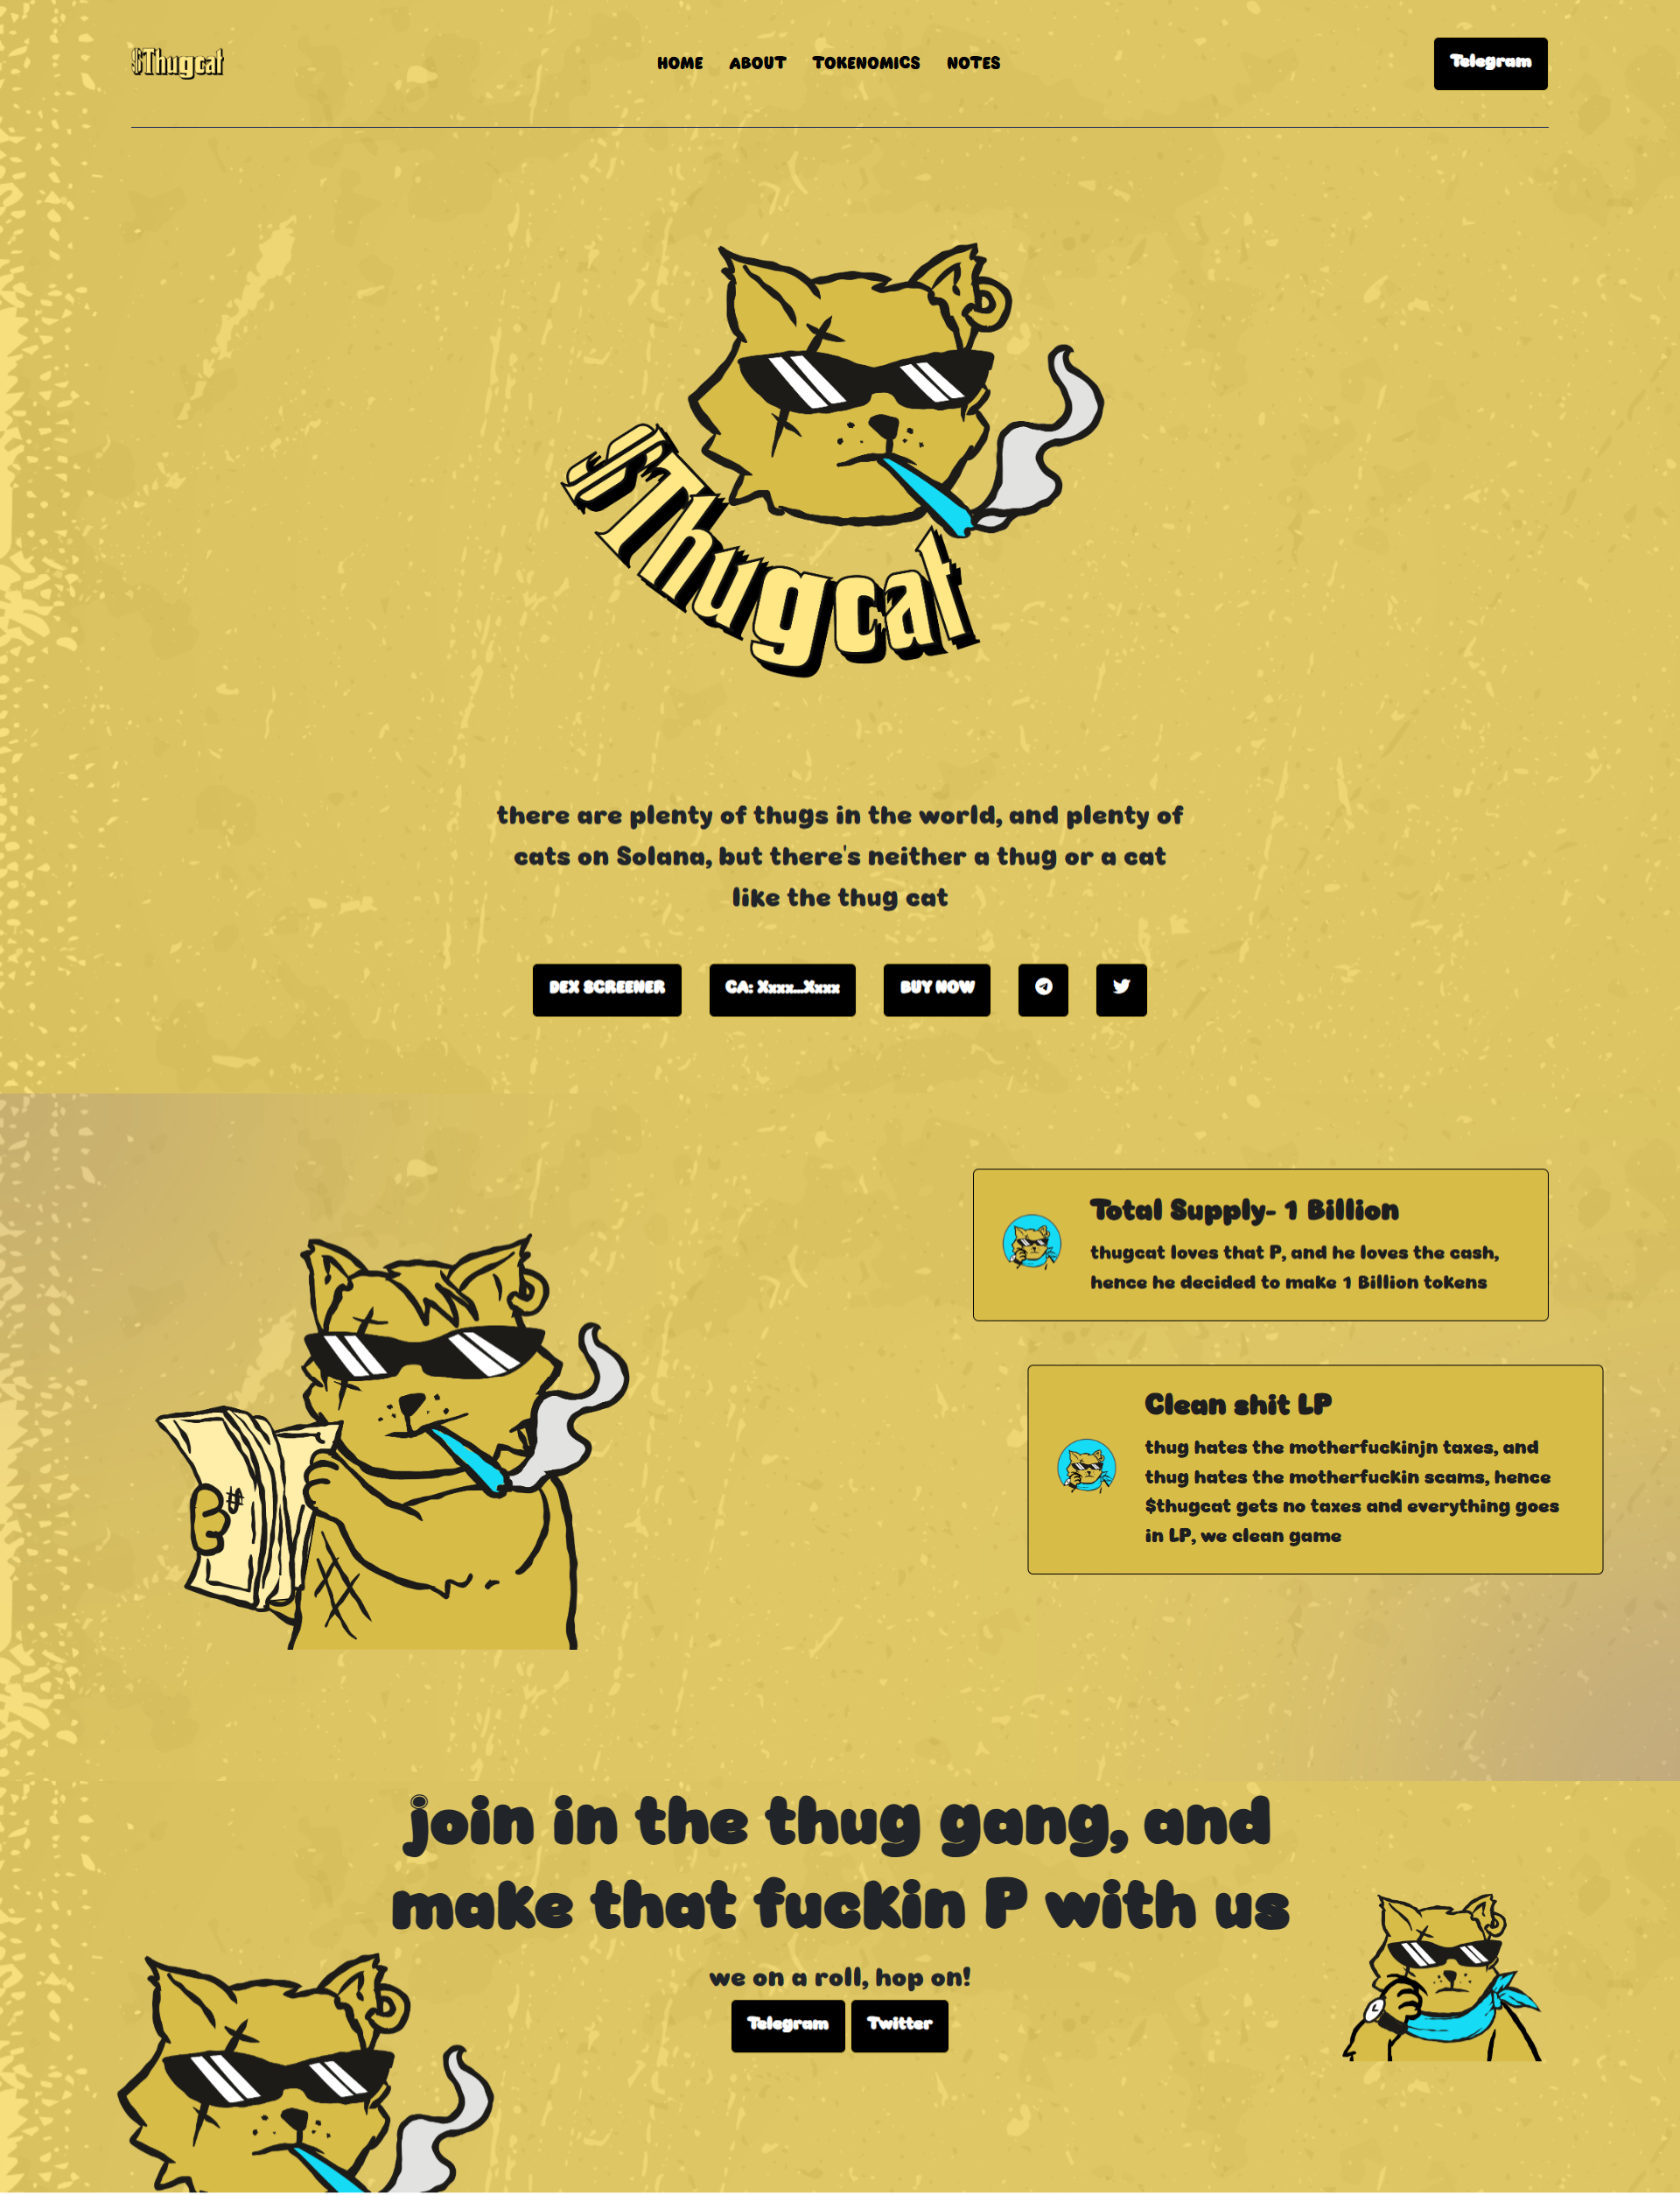 $Thugcat
HOME ABOUT TOKENOMICS NOTES
Telegram
$Thugcat
there are plenty of thugs in the world, and plenty of
cats on Solana, but there's neither a thug or a cat
like the thug cat
DEX SCREENER
CA: Xxxx...Xxxx
BUY NOW
Total Supply- 1 Billion
thugcat loves that P, and he loves the cash,
hence he decided to make 1 Billion tokens
$
Clean shit LP
thug hates the motherfuckinjn taxes, and
thug hates the motherfuckin scams, hence
$thugcat gets no taxes and everything goes
in LP, we clean game
join in the thug gang, and
make that fuckin P with us
we on a roll, hop on!
Telegram
Twitter